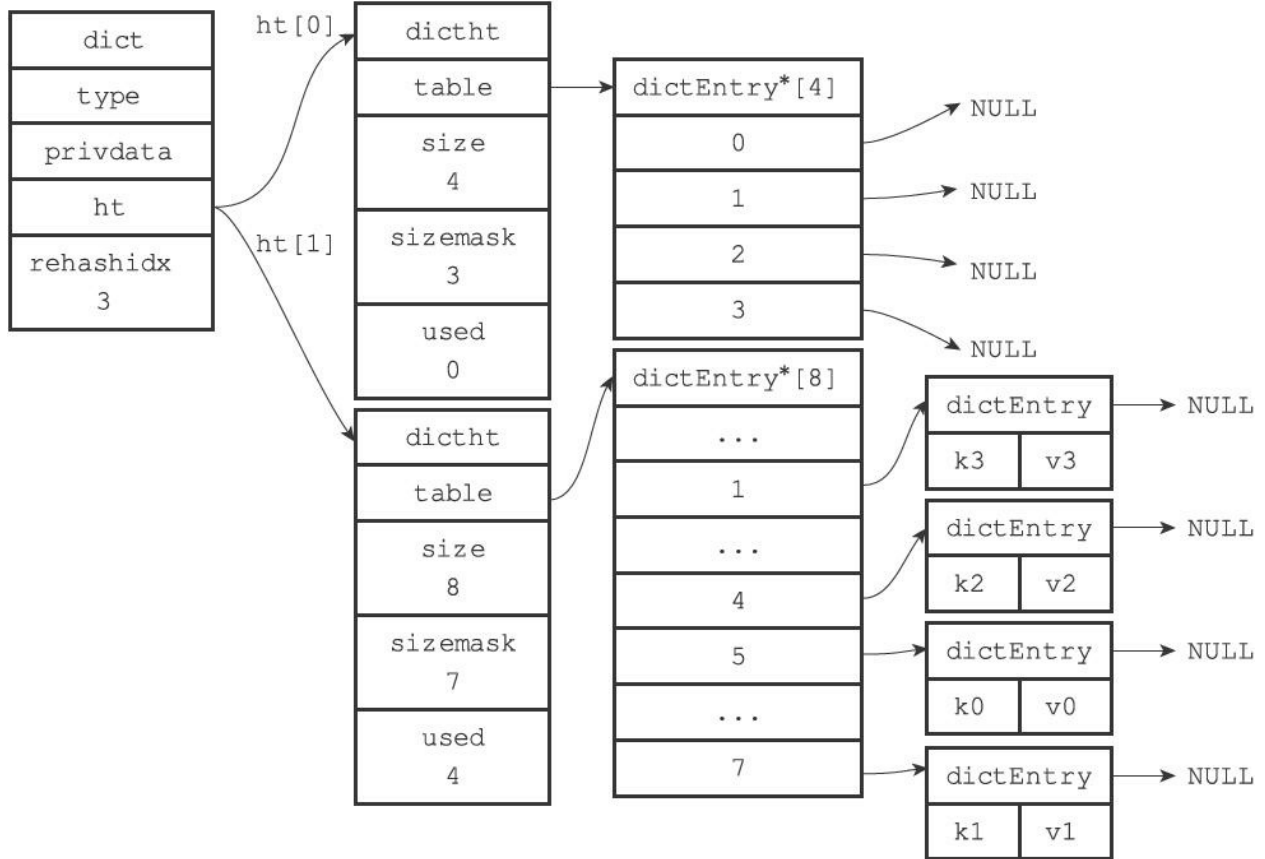 dict
type
privdata
ht
rehashidx
3
ht[0]
ht[1]
dictht
table
size
4
sizemask
3
used
0
dictEntry*[4]
0
1
2
3
NULL
NULL
NULL
NULL
dictht
table
size
8
sizemask
7
used
4
dictEntry*[8]
...
1
...
4
5
...
7
dictEntry
NULL
k3 v3
dictEntry
NULL
k2 v2
dictEntry
NULL
k0 v0
dictEntry
NULL
k1 v1